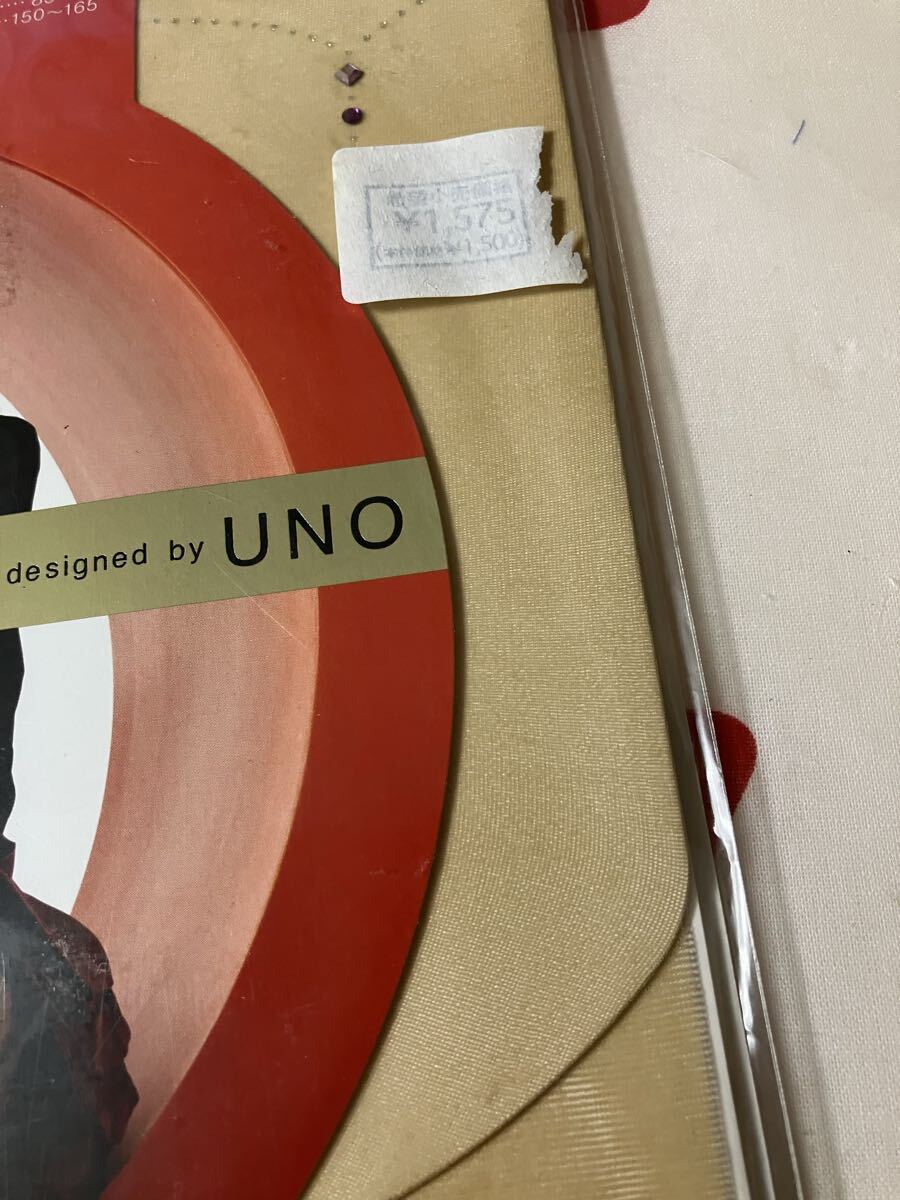 150～165
希望小売価格
¥1,575
(本体価格¥1,500)
designed by UNO